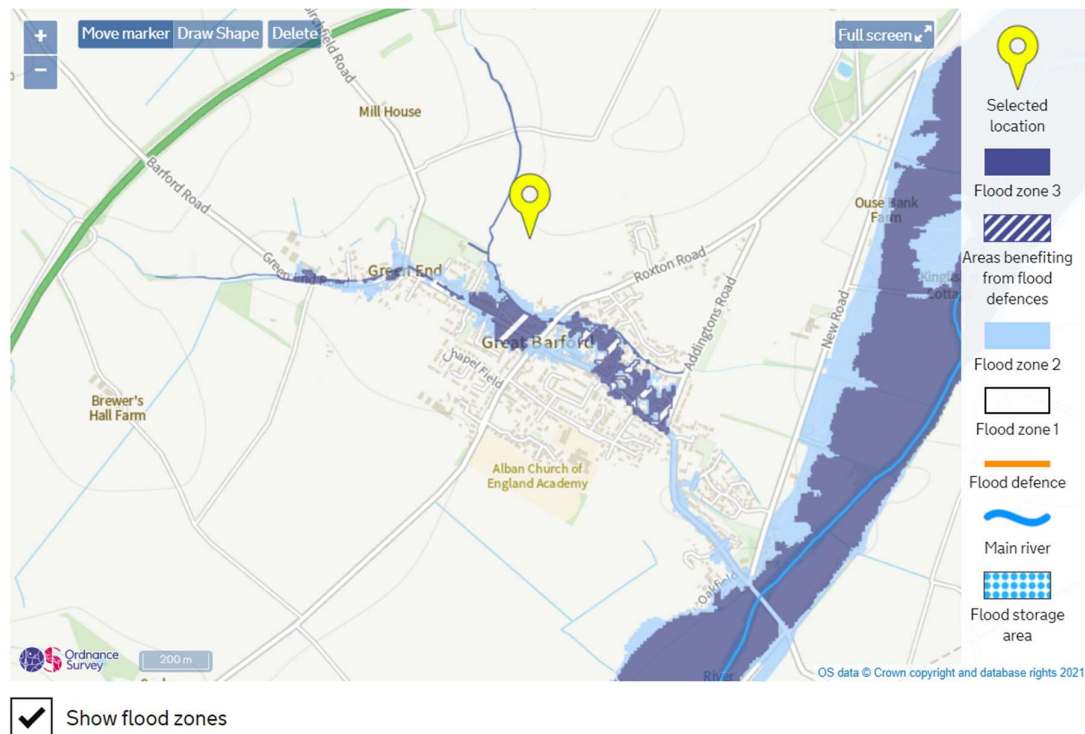 Move marker
Draw Shape
Delete
Full screen
Birchfield Road
Mill House
Barford Road
Green End Road
Green End
Great Barford
Chapel Field
Roxton Road
Addingtons Road
New Road
Ouse Bank
Farm
Brewer's
Hall Farm
Alban Church of
England Academy
Oakfield
River
Ordnance
Survey
200 m
OS data © Crown copyright and database rights 2021
Selected
location
Flood zone 3
Areas benefiting
from flood
defences
Flood zone 2
Flood zone 1
Flood defence
Main river
Flood storage
area
Show flood zones